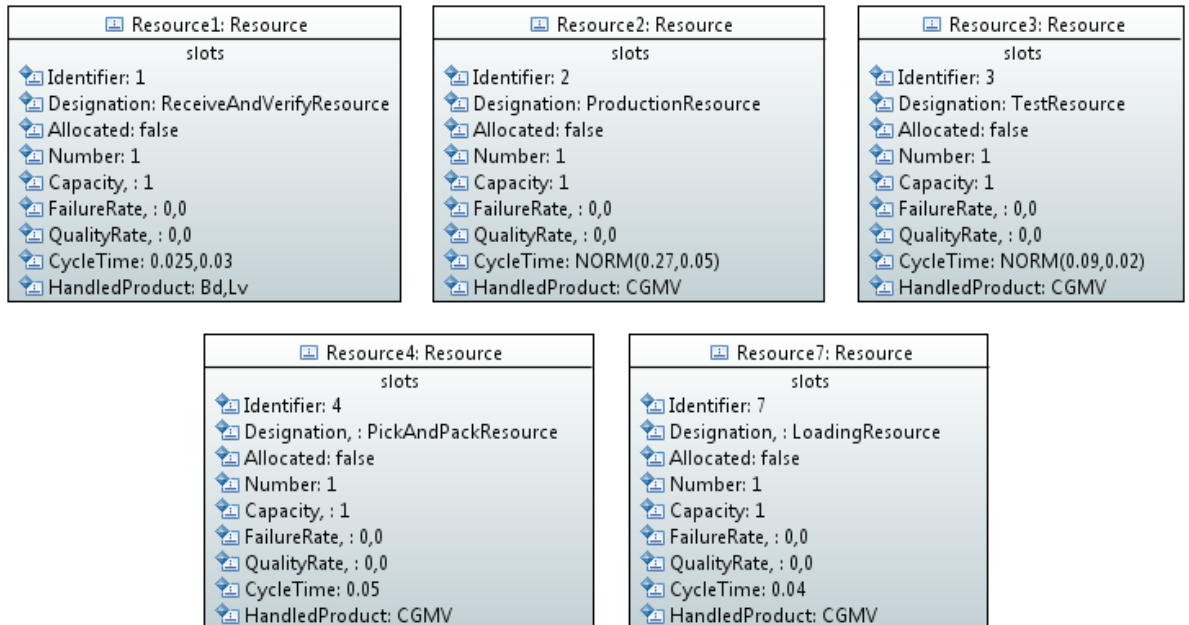 Resource1: Resource
slots
Identifier: 1
Designation: ReceiveAndVerifyResource
Allocated: false
Number: 1
Capacity, : 1
FailureRate, : 0,0
QualityRate, : 0,0
CycleTime: 0.025,0.03
HandledProduct: Bd,Lv
Resource2: Resource
slots
Identifier: 2
Designation: ProductionResource
Allocated: false
Number: 1
Capacity: 1
FailureRate, : 0,0
QualityRate, : 0,0
CycleTime: NORM(0.27,0.05)
HandledProduct: CGMV
Resource3: Resource
slots
Identifier: 3
Designation: TestResource
Allocated: false
Number: 1
Capacity: 1
FailureRate, : 0,0
QualityRate, : 0,0
CycleTime: NORM(0.09,0.02)
HandledProduct: CGMV
Resource4: Resource
slots
Identifier: 4
Designation, : PickAndPackResource
Allocated: false
Number: 1
Capacity, : 1
FailureRate, : 0,0
QualityRate, : 0,0
CycleTime: 0.05
HandledProduct: CGMV
Resource7: Resource
slots
Identifier: 7
Designation, : LoadingResource
Allocated: false
Number: 1
Capacity: 1
FailureRate, : 0,0
QualityRate, : 0,0
CycleTime: 0.04
HandledProduct: CGMV